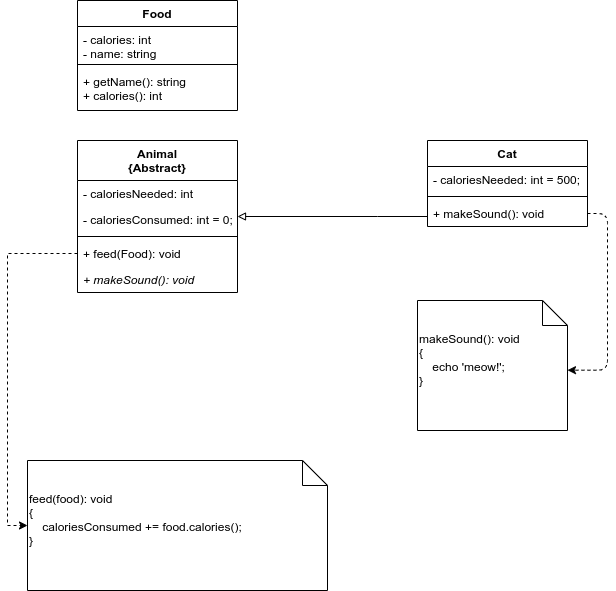 Food
- calories: int
- name: string
+ getName(): string
+ calories(): int
Animal
{Abstract}
- caloriesNeeded: int
- caloriesConsumed: int = 0;
+ feed(Food): void
+ makeSound(): void
Cat
- caloriesNeeded: int = 500;
+ makeSound(): void
makeSound(): void
{
    echo 'meow!';
}
feed(food): void
{
    caloriesConsumed += food.calories();
}